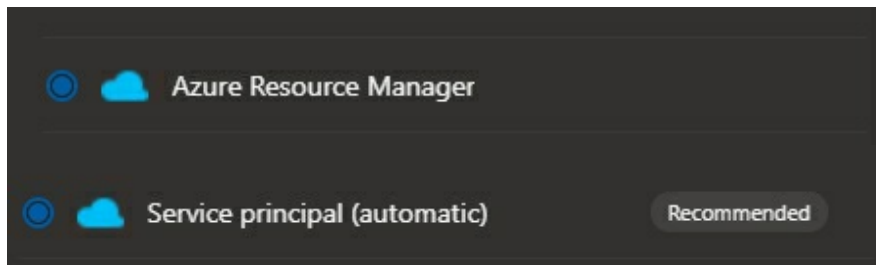 Azure Resource Manager
Service principal (automatic) Recommended